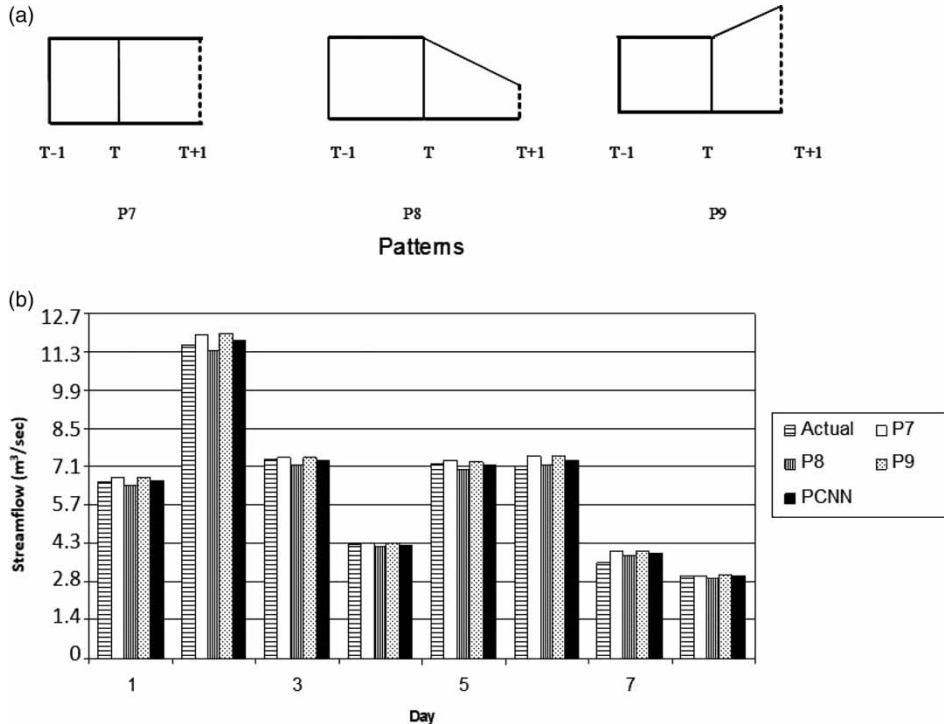 (a)
T-1 T T+1
T-1 T T+1
T-1 T T+1
P7
P8
P9
Patterns
(b)
Streamflow (m³/sec)
12.7
11.3
9.9
8.5
7.1
5.7
4.3
2.8
1.4
0
1 3 5 7
Day
Actual P7
P8 P9
PCNN